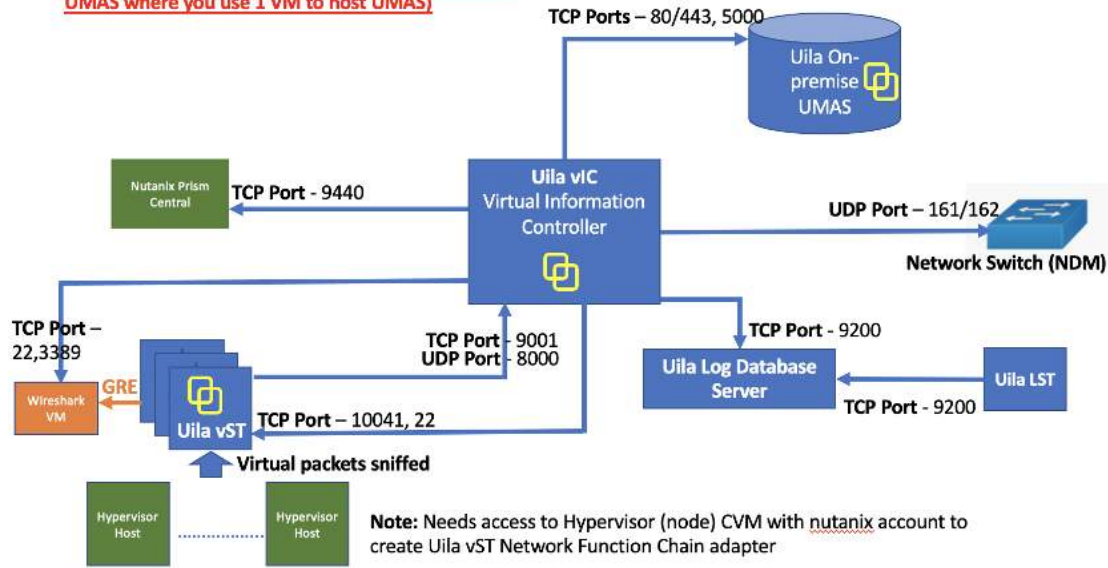 UMAS where you use 1 VM to host UMAS)
TCP Ports – 80/443, 5000
Uila On-
premise
UMAS
Nutanix Prism
Central
TCP Port - 9440
Uila vIC
Virtual Information
Controller
UDP Port – 161/162
Network Switch (NDM)
TCP Port –
22,3389
TCP Port - 9001
UDP Port - 8000
TCP Port - 9200
Uila Log Database
Server
Uila LST
TCP Port - 9200
Wireshark
VM
GRE
Uila vST
TCP Port – 10041, 22
Virtual packets sniffed
Hypervisor
Host
Hypervisor
Host
Note: Needs access to Hypervisor (node) CVM with nutanix account to
create Uila vST Network Function Chain adapter